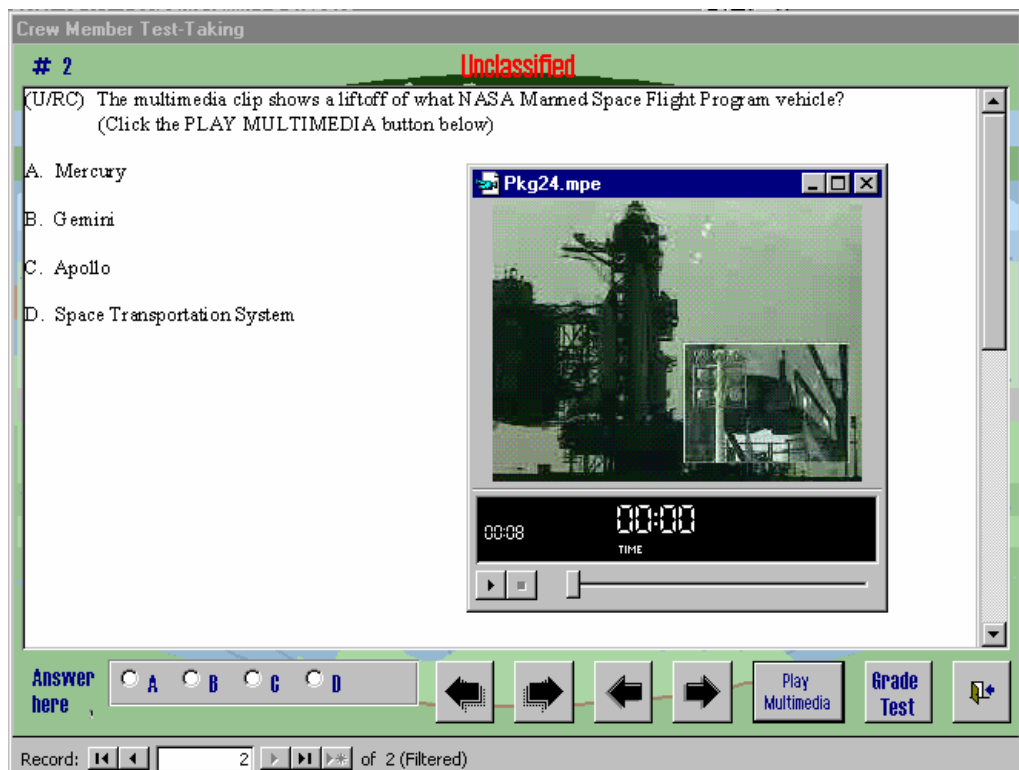 Crew Member Test-Taking
# 2
Unclassified
(U/RC) The multimedia clip shows a liftoff of what NASA Manned Space Flight Program vehicle?
(Click the PLAY MULTIMEDIA button below)
A. Mercury
B. Gemini
C. Apollo
D. Space Transportation System
Pkg24.mpe
00:08
00:00
TIME
Answer here ,
A B C D
Play Multimedia
Grade Test
Record: 2 of 2 (Filtered)